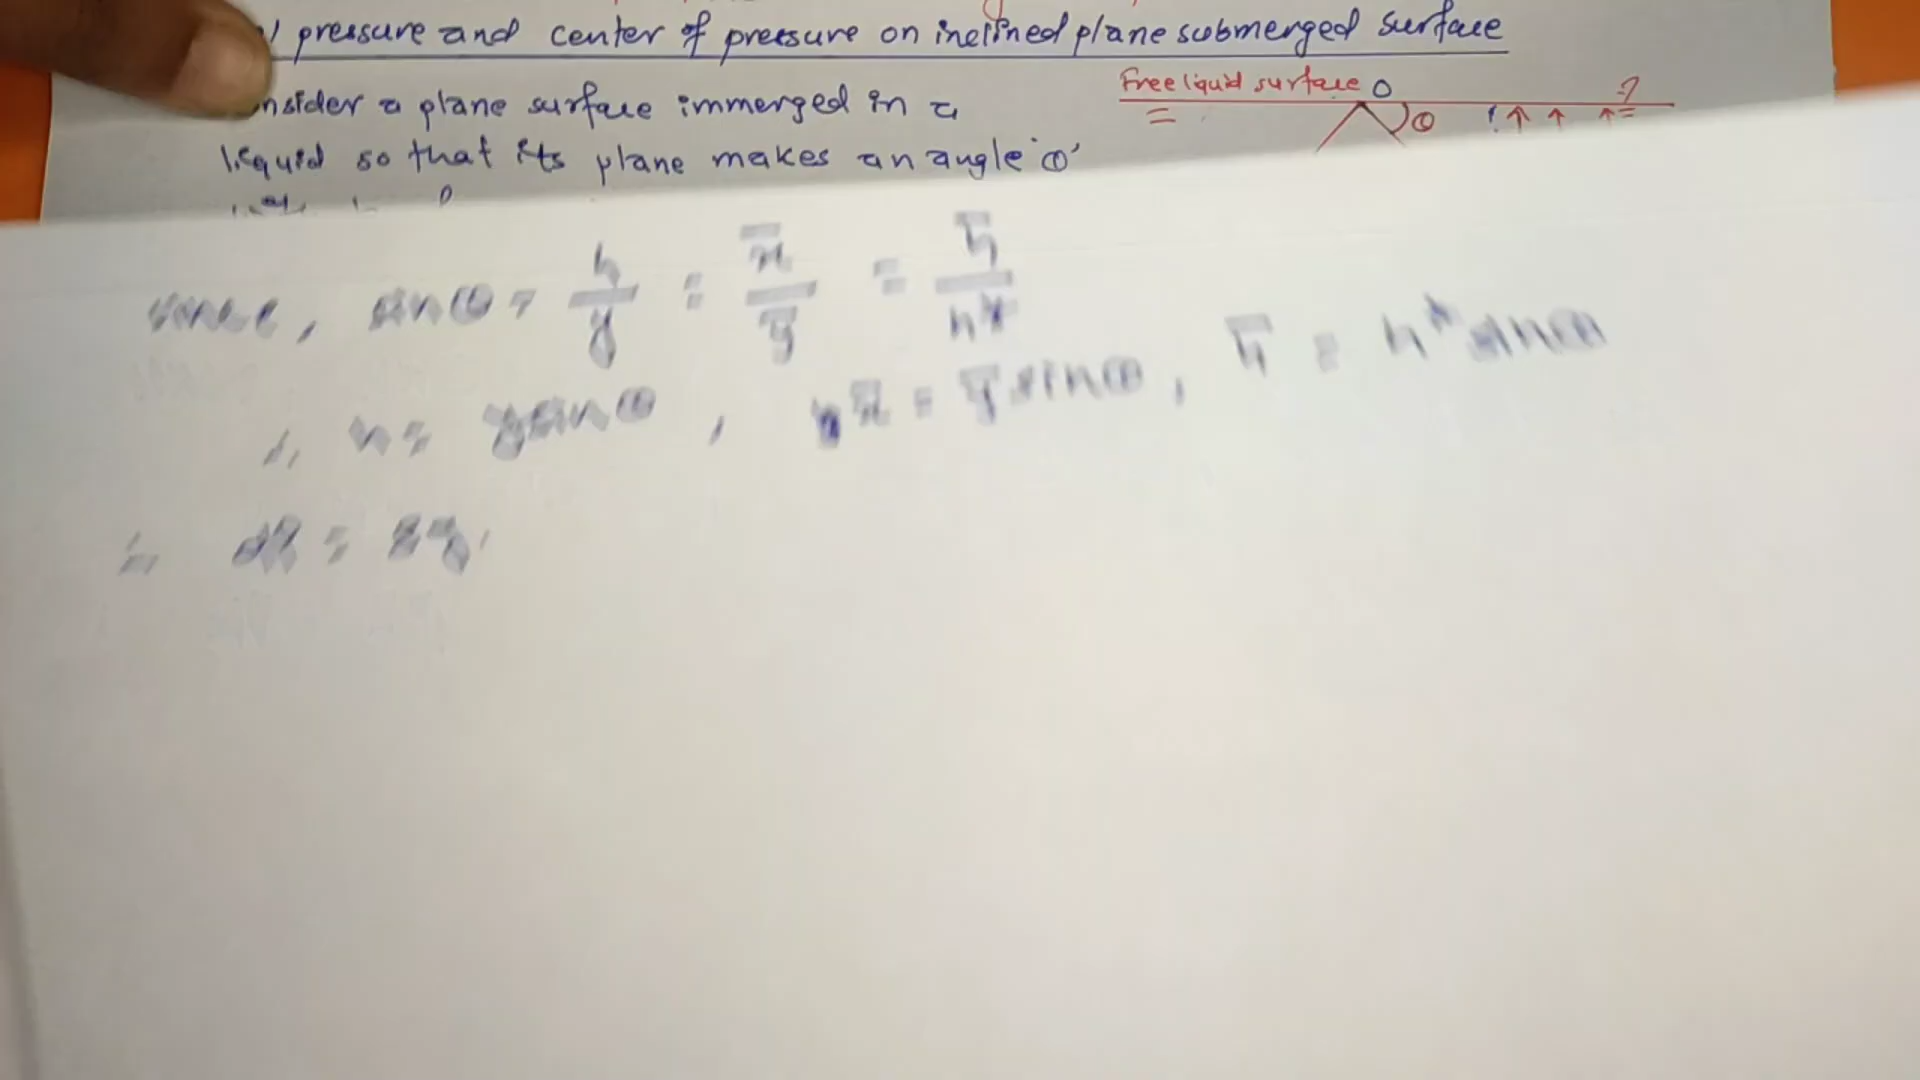 pressure and center of pressure on inclined plane submerged surface
Free liquid surface O
nsider a plane surface immerged in a
θ
liquid so that its plane makes an angle 'θ'
since, sinθ = h/y = x̄/ȳ = h̄/h*
∴ h = y sinθ, x̄ = ȳ sinθ, h̄ = h* sinθ